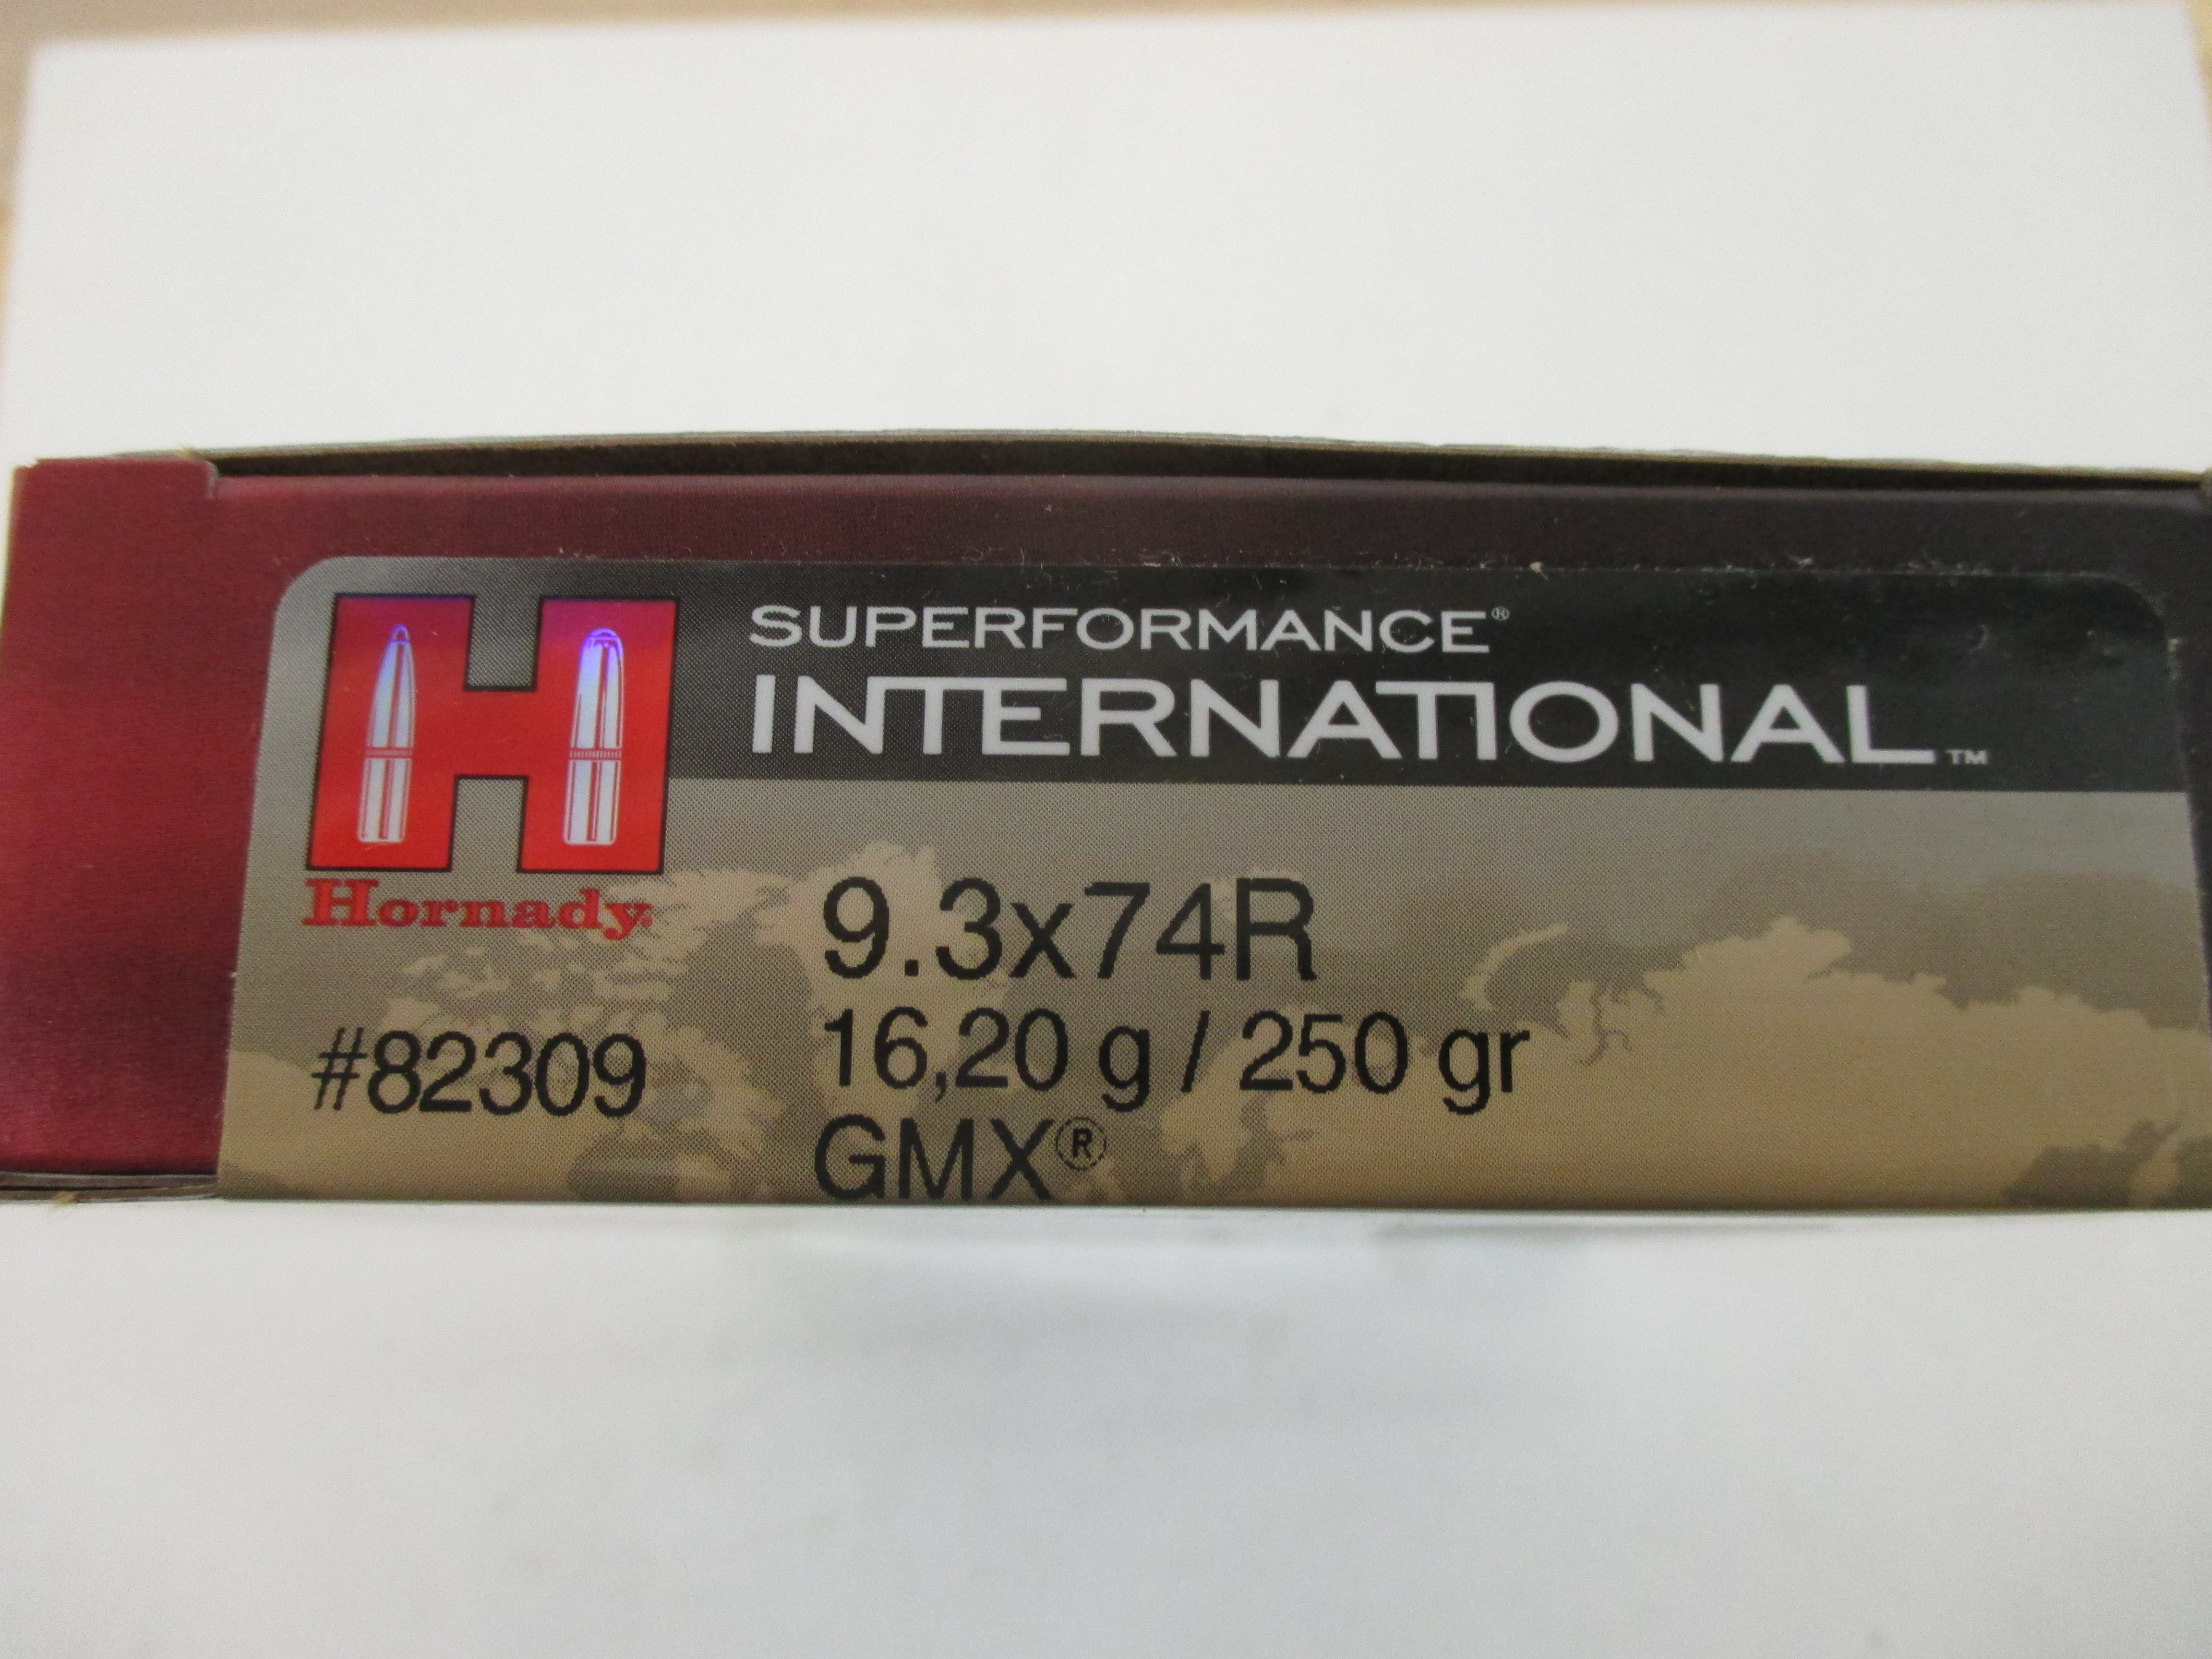 SUPERFORMANCE®
INTERNATIONAL™
Hornady®
9.3x74R
#82309
16,20 g / 250 gr
GMX®